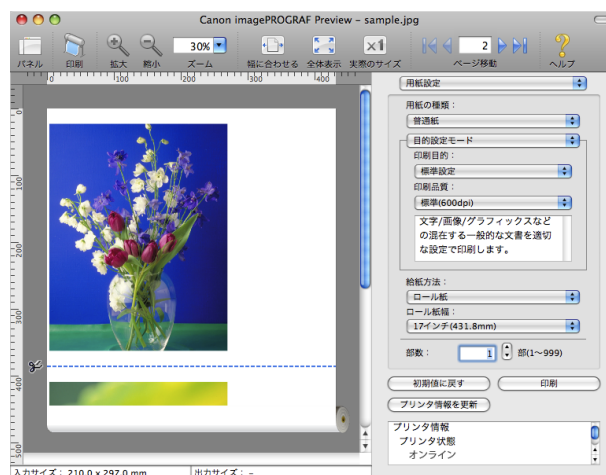 Canon imagePROGRAF Preview – sample.jpg
パネル 印刷 拡大 縮小 30% ズーム 幅に合わせる 全体表示 実際のサイズ 2 ページ移動 ヘルプ
0 100 200 300 400
0
100
200
300
400
500
用紙設定
用紙の種類：
普通紙
目的設定モード
印刷目的：
標準設定
印刷品質：
標準(600dpi)
文字/画像/グラフィックスなど
の混在する一般的な文書を適切
な設定で印刷します。
給紙方法：
ロール紙
ロール紙幅：
17インチ(431.8mm)
部数： 1 部(1〜999)
初期値に戻す 印刷
プリンタ情報を更新
プリンタ情報
プリンタ状態
オンライン
入力サイズ： 210.0 x 297.0 mm 出力サイズ： –